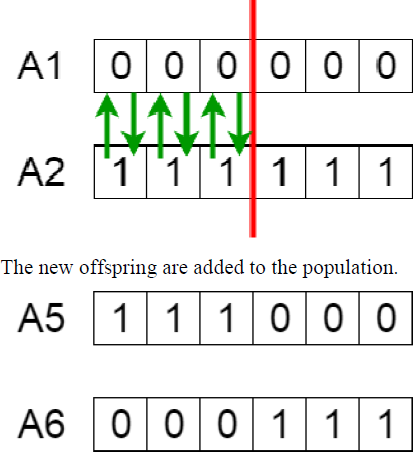 A1 0 0 0 0 0 0
A2 1 1 1 1 1 1
The new offspring are added to the population.
A5 1 1 1 0 0 0
A6 0 0 0 1 1 1